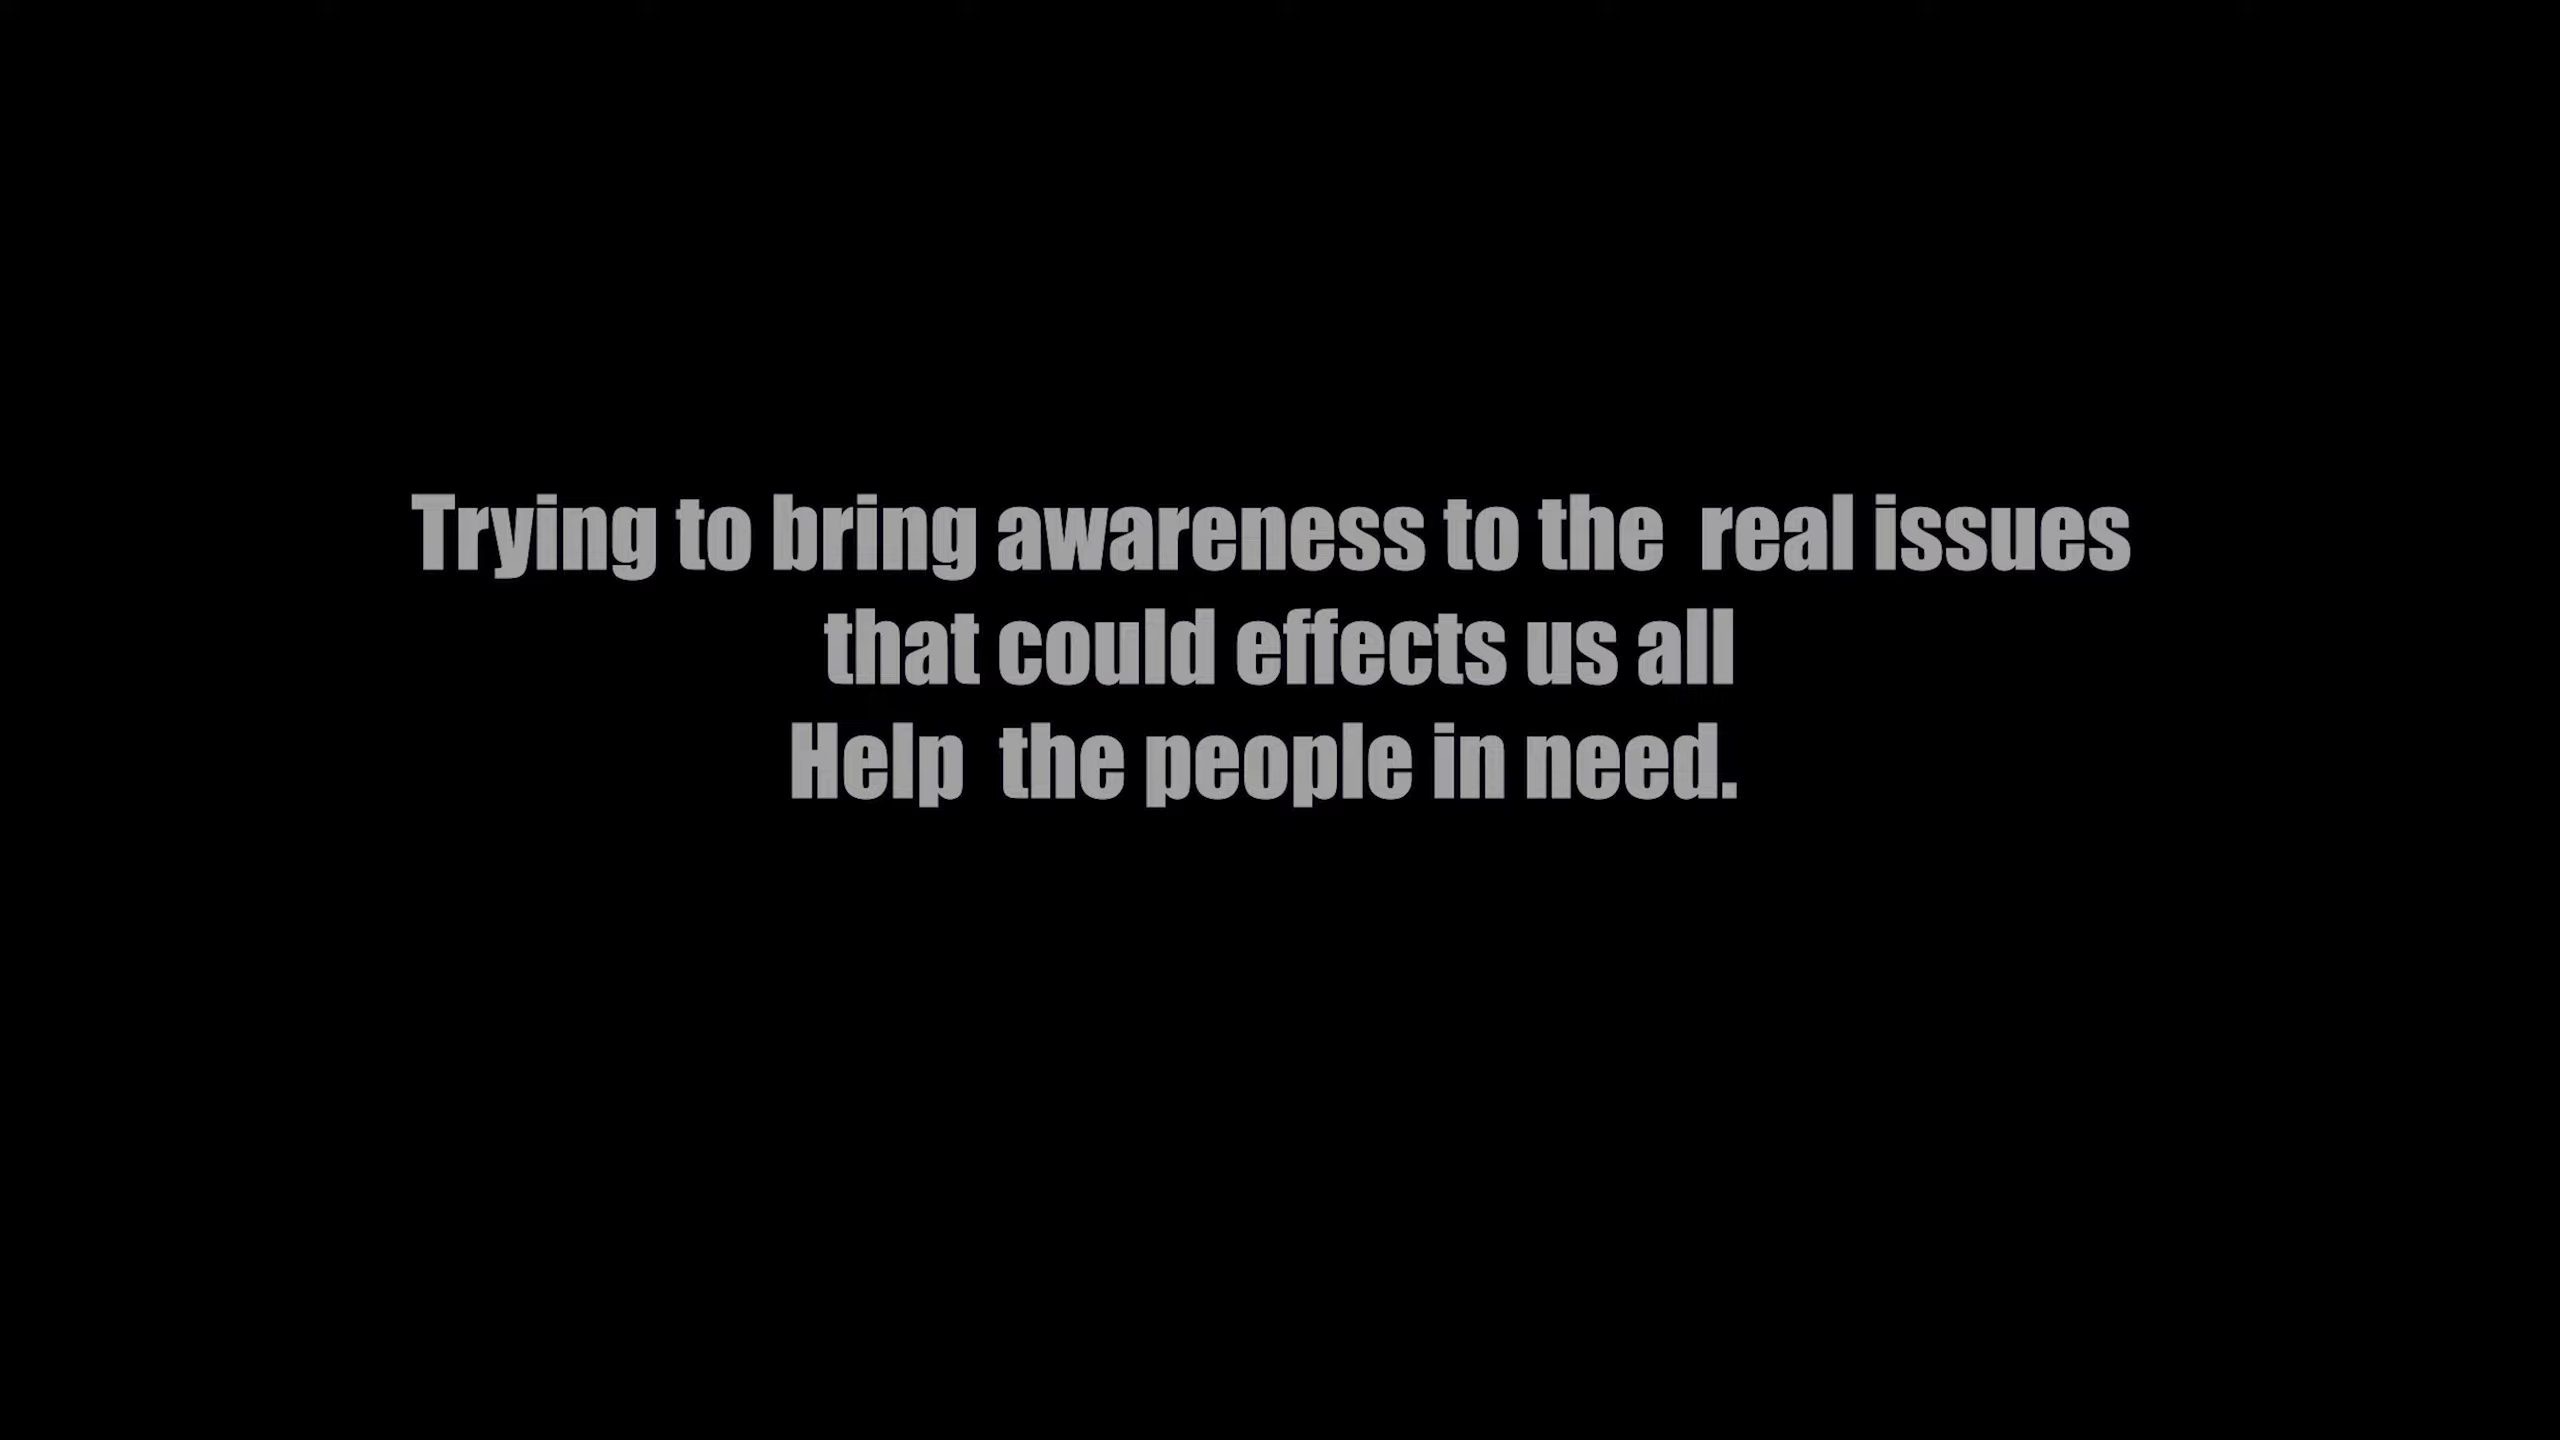 Trying to bring awareness to the  real issues
that could effects us all
Help  the people in need.